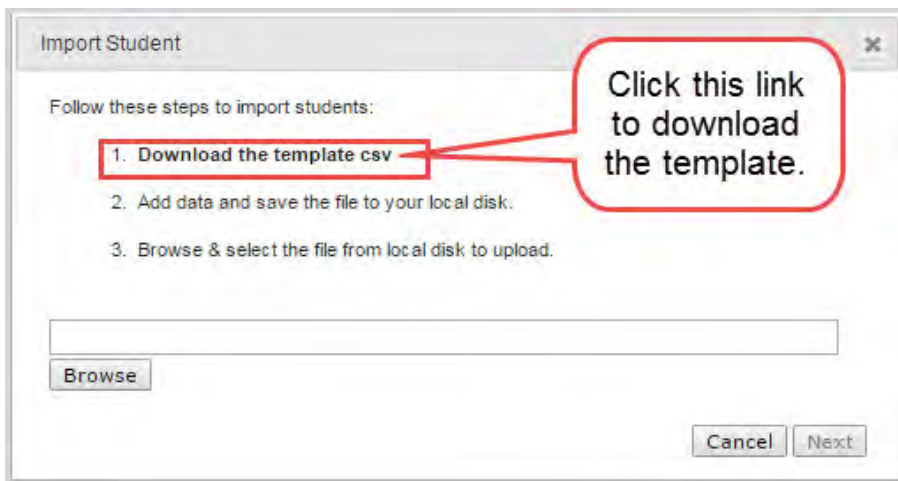 Import Student
Click this link
to download
the template.
Follow these steps to import students:
1. Download the template csv
2. Add data and save the file to your local disk.
3. Browse & select the file from local disk to upload.
Browse
Cancel
Next